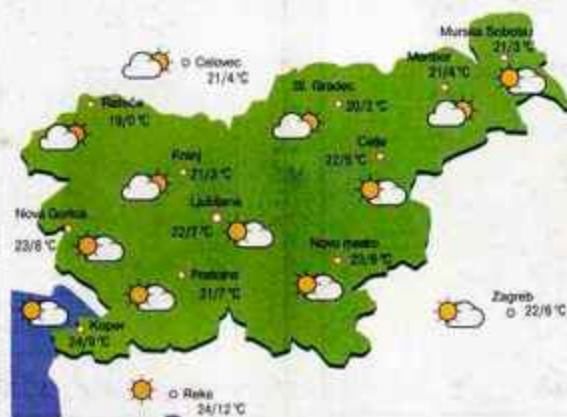 Murska Sobota
21/3 °C
Celovec
21/4 °C
Maribor
21/4 °C
Sl. Gradec
20/2 °C
Rateče
19/0 °C
Celje
22/5 °C
Kranj
21/3 °C
Ljubljana
22/7 °C
Nova Gorica
23/8 °C
Novo mesto
Postojna
21/7 °C
Zagreb
22/6 °C
Koper
24/9 °C
Reka
24/12 °C